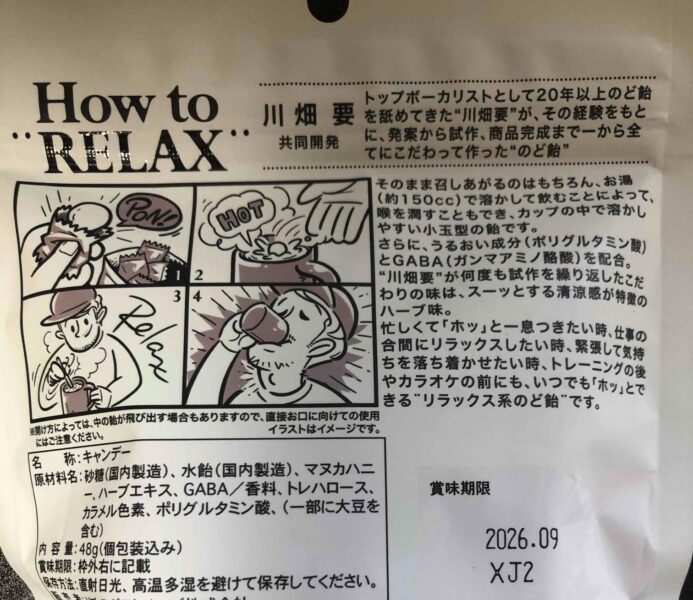 How to
"RELAX"
川畑 要
共同開発
トップボーカリストとして20年以上のど飴
を舐めてきた“川畑要”が、その経験をもと
に、発案から試作、商品完成まで一から全
てにこだわって作った“のど飴”
PON!
1
HOT
2
3
Relax
4
そのまま召しあがるのはもちろん、お湯
(約150cc)で溶かして飲むことによって、
喉を潤すこともでき、カップの中で溶かし
やすい小玉型の飴です。
さらに、うるおい成分(ポリグルタミン酸)
とGABA(ガンマアミノ酪酸)を配合。
“川畑要”が何度も試作を繰り返したこだ
わりの味は、スーッとする清涼感が特徴の
ハーブ味。
忙しくて「ホッ」と一息つきたい時、仕事の
合間にリラックスしたい時、緊張して気持
ちを落ち着かせたい時、トレーニングの後
やカラオケの前にも、いつでも「ホッ」とで
きる“リラックス系のど飴”です。
※開け方によっては、中の飴が飛び出す場合もありますので、直接お口に向けての使用
にはご注意ください。
イラストはイメージです。
名 称:キャンデー
原材料名:砂糖(国内製造)、水飴(国内製造)、マヌカハニ
ー、ハーブエキス、GABA/香料、トレハロース、
カラメル色素、ポリグルタミン酸、(一部に大豆を
含む)
内 容 量:48g(個包装込み)
賞味期限:枠外右に記載
保存方法:直射日光、高温多湿を避けて保存してください。
賞味期限
2026.09
XJ2